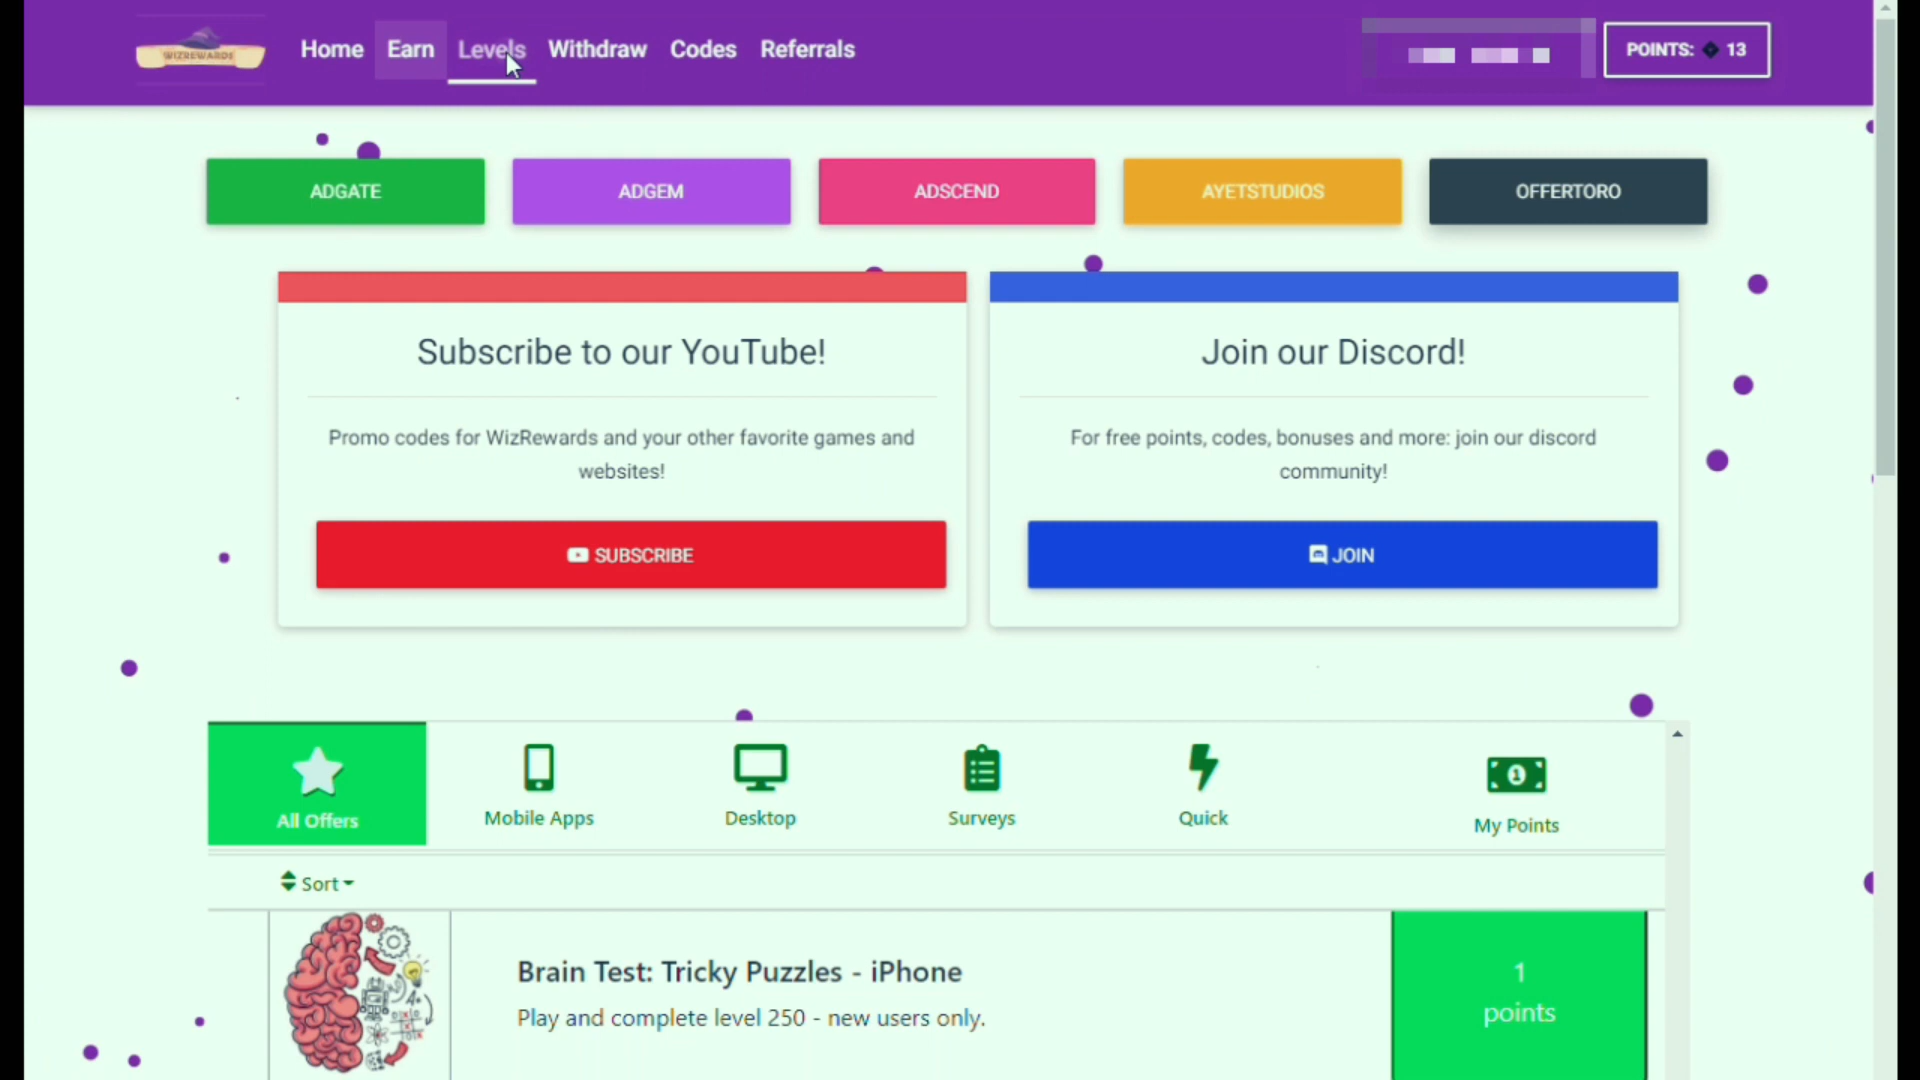 WIZREWARDS
Home Earn Levels Withdraw Codes Referrals
POINTS: 13
ADGATE
ADGEM
ADSCEND
AYETSTUDIOS
OFFERTORO
Subscribe to our YouTube!
Promo codes for WizRewards and your other favorite games and
websites!
SUBSCRIBE
Join our Discord!
For free points, codes, bonuses and more: join our discord
community!
JOIN
All Offers
Mobile Apps
Desktop
Surveys
Quick
My Points
Sort
Brain Test: Tricky Puzzles - iPhone
Play and complete level 250 - new users only.
1
points